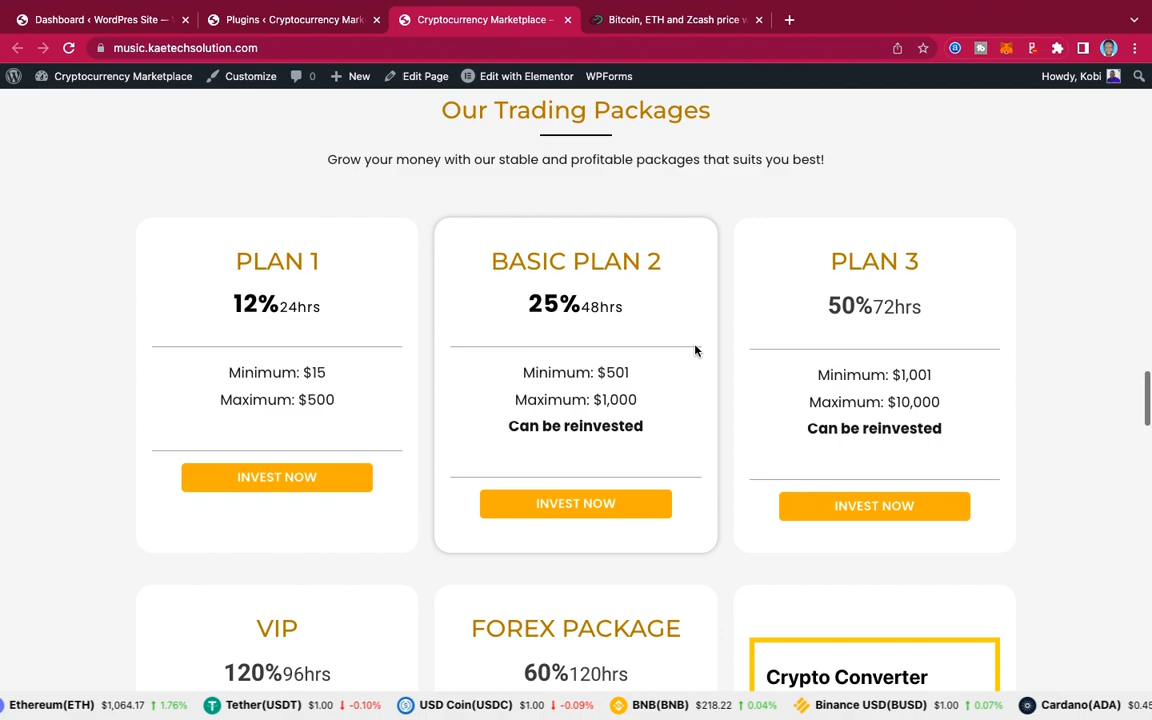 Dashboard ‹ WordPres Site — 
Plugins ‹ Cryptocurrency Mark
Cryptocurrency Marketplace –
Bitcoin, ETH and Zcash price w
music.kaetechsolution.com
Cryptocurrency Marketplace
Customize
0
New
Edit Page
Edit with Elementor
WPForms
Howdy, Kobi
Our Trading Packages
Grow your money with our stable and profitable packages that suits you best!
PLAN 1
12%24hrs
Minimum: $15
Maximum: $500
INVEST NOW
BASIC PLAN 2
25%48hrs
Minimum: $501
Maximum: $1,000
Can be reinvested
INVEST NOW
PLAN 3
50%72hrs
Minimum: $1,001
Maximum: $10,000
Can be reinvested
INVEST NOW
VIP
120%96hrs
FOREX PACKAGE
60%120hrs
Crypto Converter
Ethereum(ETH) $1,064.17 ↑ 1.76% Tether(USDT) $1.00 ↓ -0.10% USD Coin(USDC) $1.00 ↓ -0.09% BNB(BNB) $218.22 ↑ 0.04% Binance USD(BUSD) $1.00 ↑ 0.07% Cardano(ADA) $0.45